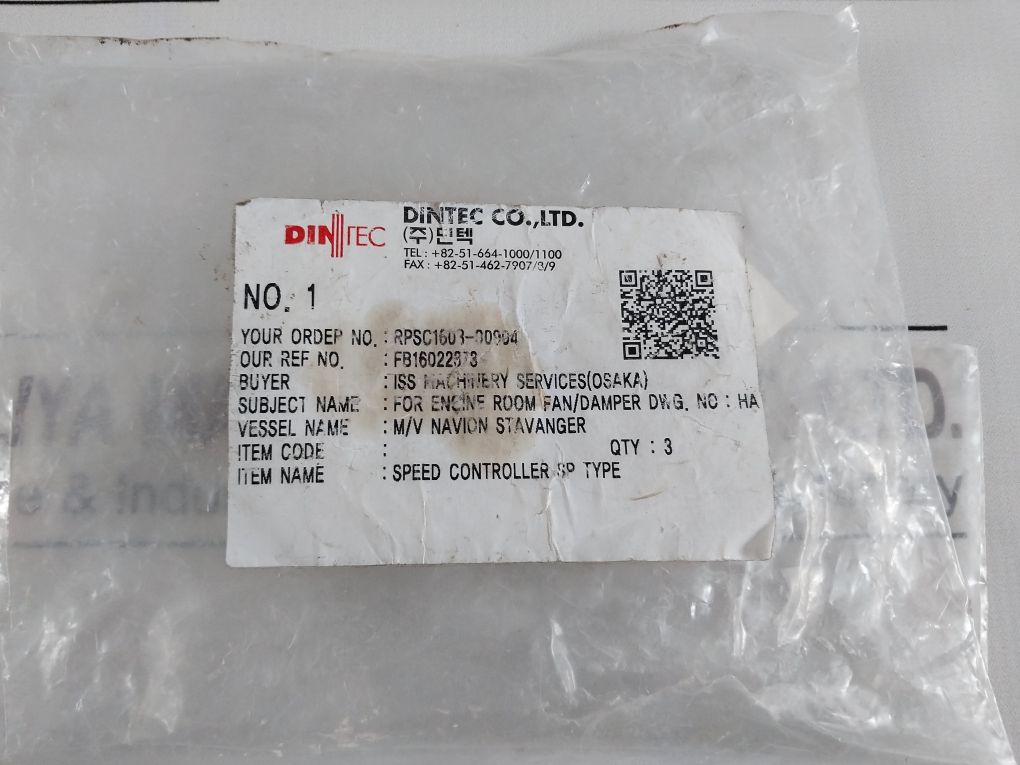 DINTEC
DINTEC CO.,LTD.
(주)딘텍
TEL : +82-51-664-1000/1100
FAX : +82-51-462-7907/8/9
NO. 1
YOUR ORDER NO. : RPSC1603-00904
OUR REF NO. :
BUYER : ISS MACHINERY SERVICES(OSAKA)
SUBJECT NAME : FOR ENGINE ROOM FAN/DAMPER DWG. NO : HA
VESSEL NAME : M/V NAVION STAVANGER
ITEM CODE : QTY : 3
ITEM NAME : SPEED CONTROLLER SP TYPE